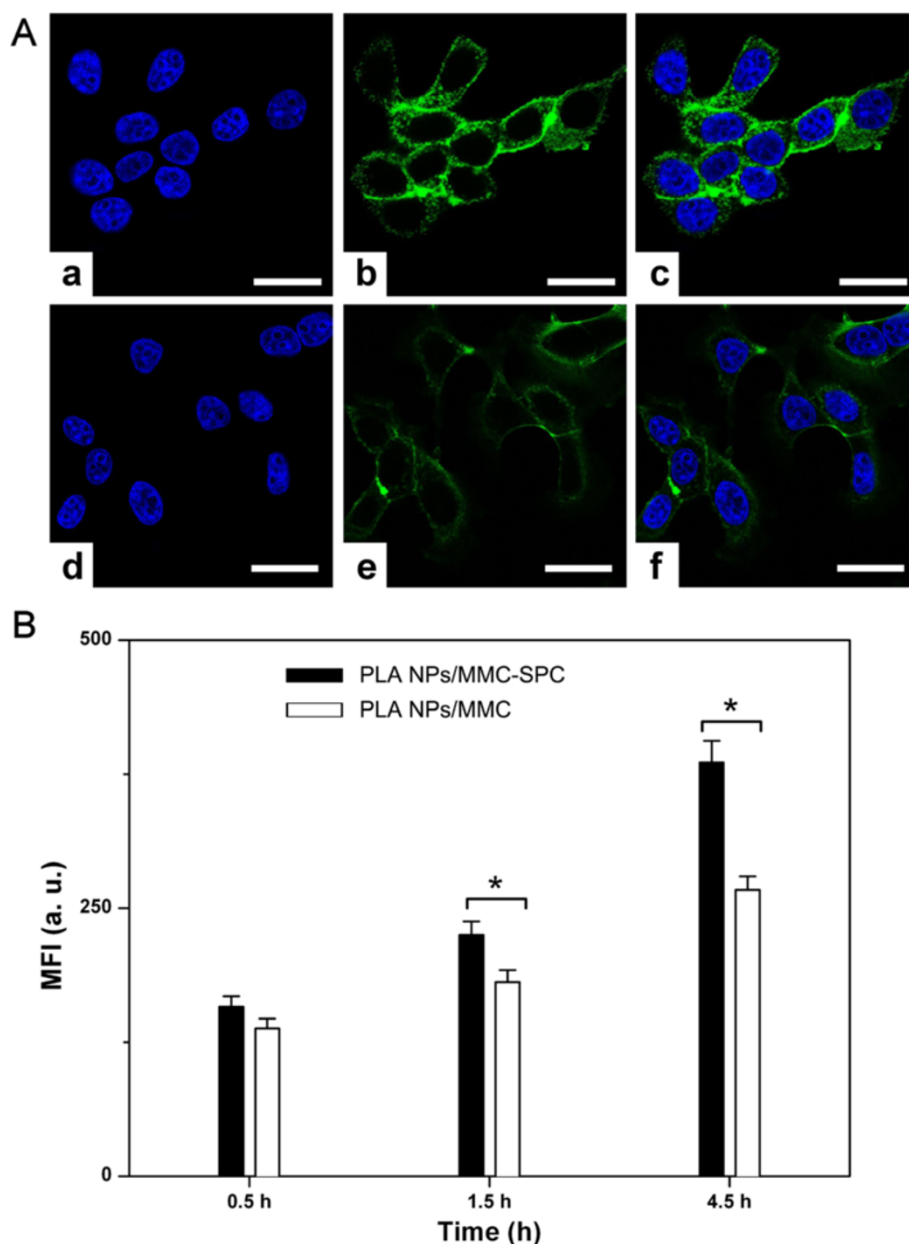 A
a
b
c
d
e
f
B
500
PLA NPs/MMC-SPC
PLA NPs/MMC
*
*
250
MFI (a. u.)
0
0.5 h 1.5 h 4.5 h
Time (h)